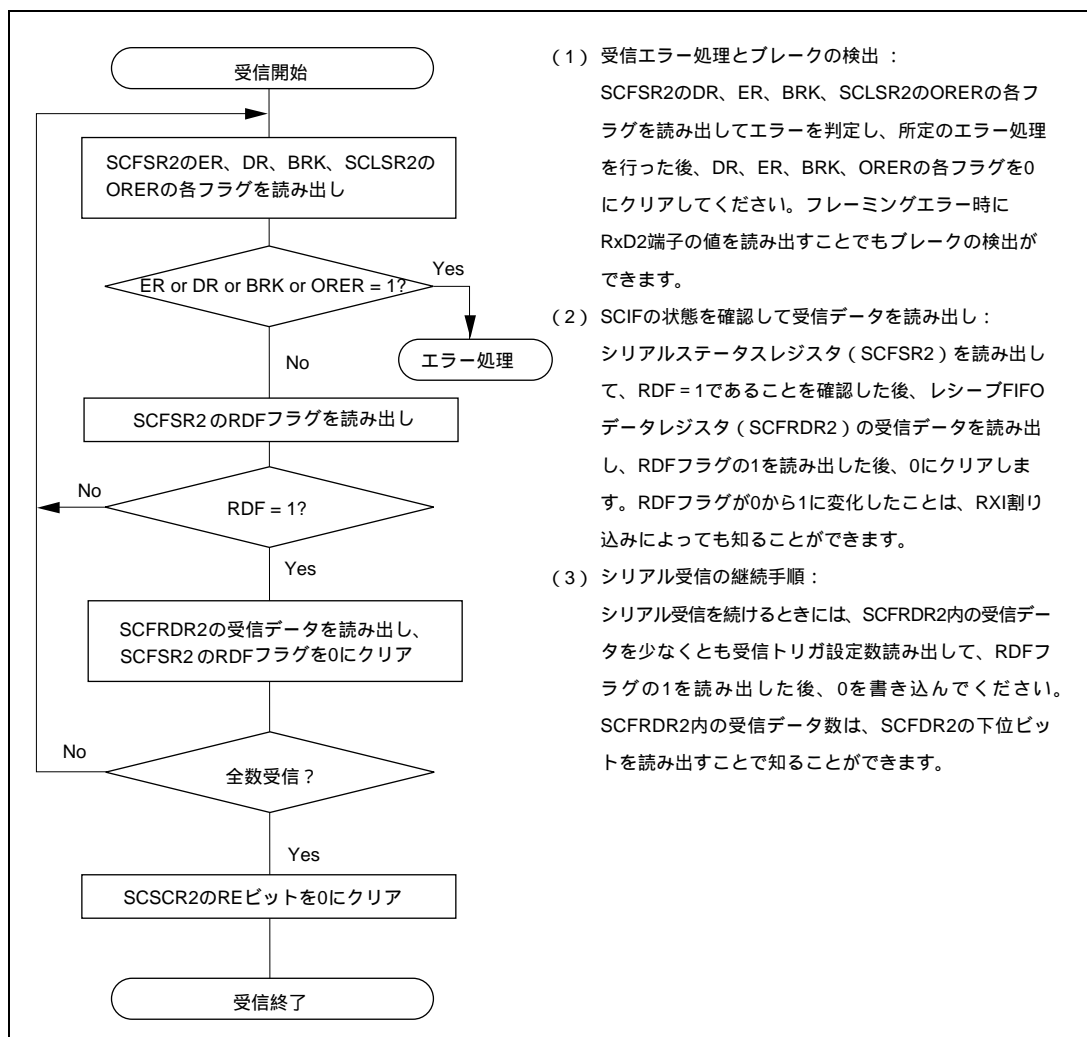 受信開始
SCFSR2のER、DR、BRK、SCLSR2の
ORERの各フラグを読み出し
ER or DR or BRK or ORER = 1?
Yes
エラー処理
No
SCFSR2 のRDFフラグを読み出し
No
RDF = 1?
Yes
SCFRDR2の受信データを読み出し、
SCFSR2 のRDFフラグを0にクリア
No
全数受信？
Yes
SCSCR2のREビットを0にクリア
受信終了
（1） 受信エラー処理とブレークの検出 ：
SCFSR2のDR、ER、BRK、SCLSR2のORERの各フ
ラグを読み出してエラーを判定し、所定のエラー処理
を行った後、DR、ER、BRK、ORERの各フラグを0
にクリアしてください。フレーミングエラー時に
RxD2端子の値を読み出すことでもブレークの検出が
できます。
（2） SCIFの状態を確認して受信データを読み出し：
シリアルステータスレジスタ（SCFSR2）を読み出し
て、RDF = 1であることを確認した後、レシーブFIFO
データレジスタ（SCFRDR2）の受信データを読み出
し、RDFフラグの1を読み出した後、0にクリアしま
す。RDFフラグが0から1に変化したことは、RXI割り
込みによっても知ることができます。
（3） シリアル受信の継続手順：
シリアル受信を続けるときには、SCFRDR2内の受信デー
タを少なくとも受信トリガ設定数読み出して、RDFフ
ラグの1を読み出した後、0を書き込んでください。
SCFRDR2内の受信データ数は、SCFDR2の下位ビッ
トを読み出すことで知ることができます。